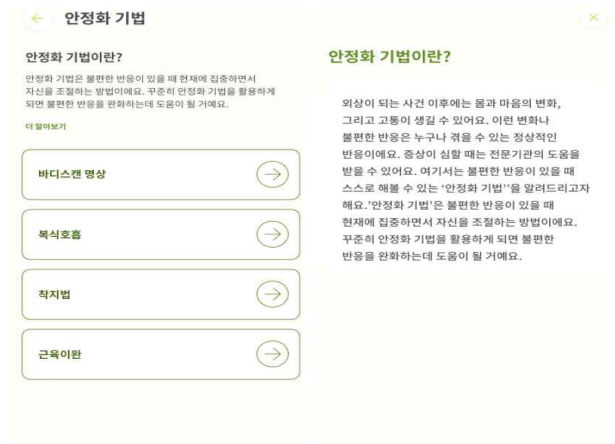 안정화 기법
안정화 기법이란?
안정화 기법은 불편한 반응이 있을 때 현재에 집중하면서
자신을 조절하는 방법이에요. 꾸준히 안정화 기법을 활용하게
되면 불편한 반응을 완화하는데 도움이 될 거예요.
더 알아보기
바디스캔 명상
복식호흡
착지법
근육이완
안정화 기법이란?
외상이 되는 사건 이후에는 몸과 마음의 변화,
그리고 고통이 생길 수 있어요. 이런 변화나
불편한 반응은 누구나 겪을 수 있는 정상적인
반응이에요. 증상이 심할 때는 전문기관의 도움을
받을 수 있어요. 여기서는 불편한 반응이 있을 때
스스로 해볼 수 있는 '안정화 기법''을 알려드리고자
해요.'안정화 기법'은 불편한 반응이 있을 때
현재에 집중하면서 자신을 조절하는 방법이에요.
꾸준히 안정화 기법을 활용하게 되면 불편한
반응을 완화하는데 도움이 될 거예요.